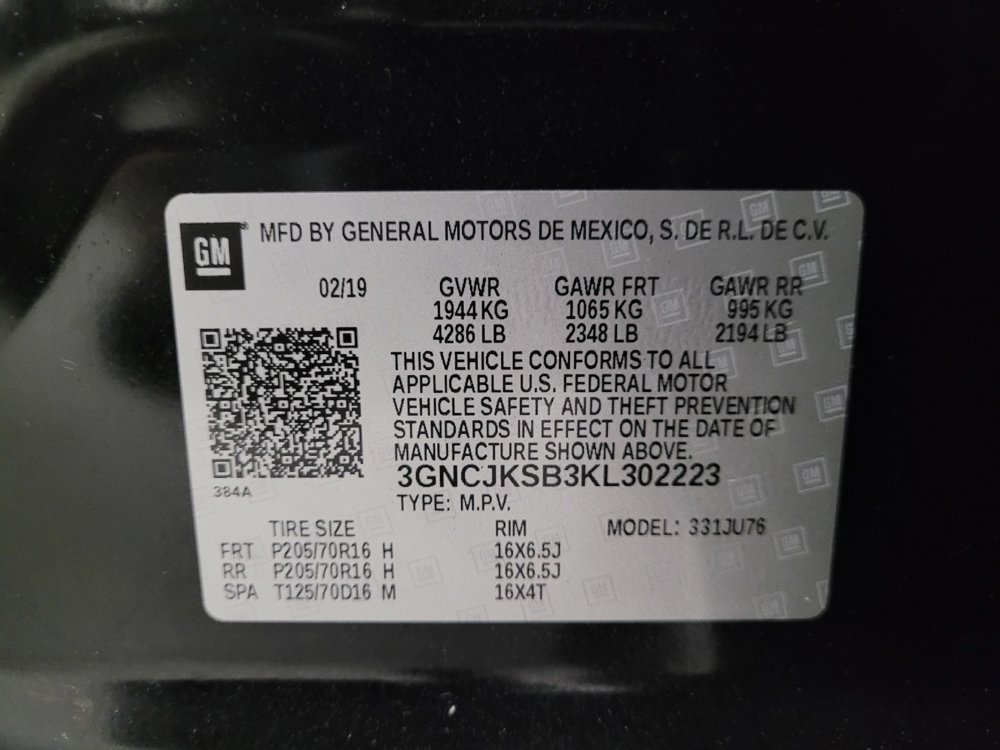 GM MFD BY GENERAL MOTORS DE MEXICO, S. DE R.L. DE C.V.
02/19 GVWR GAWR FRT GAWR RR
1944 KG 1065 KG 995 KG
4286 LB 2348 LB 2194 LB
THIS VEHICLE CONFORMS TO ALL
APPLICABLE U.S. FEDERAL MOTOR
VEHICLE SAFETY AND THEFT PREVENTION
STANDARDS IN EFFECT ON THE DATE OF
MANUFACTURE SHOWN ABOVE.
3GNCJKSB3KL302223
384A
TYPE: M.P.V.
TIRE SIZE RIM MODEL: 331JU76
FRT P205/70R16 H 16X6.5J
RR P205/70R16 H 16X6.5J
SPA T125/70D16 M 16X4T